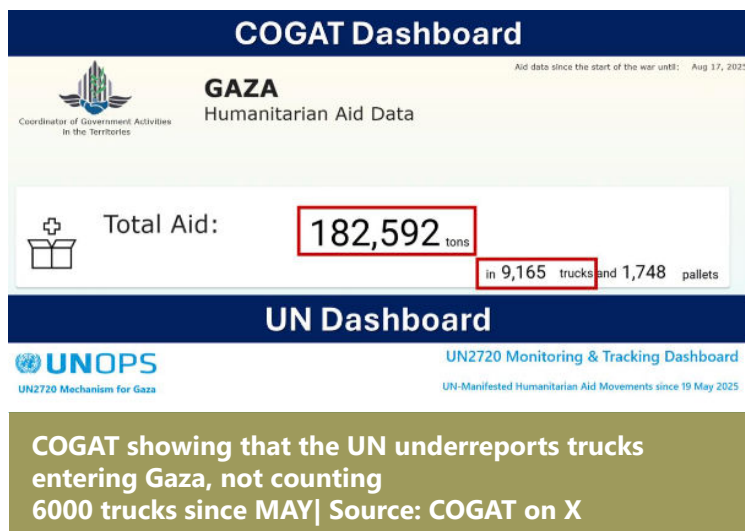 COGAT Dashboard
Aid data since the start of the war until: Aug 17, 2025
GAZA
Humanitarian Aid Data
Coordinator of Government Activities
in the Territories
Total Aid: 182,592 tons
in 9,165 trucks and 1,748 pallets
UN Dashboard
UNOPS
UN2720 Mechanism for Gaza
UN2720 Monitoring & Tracking Dashboard
UN-Manifested Humanitarian Aid Movements since 19 May 2025
COGAT showing that the UN underreports trucks
entering Gaza, not counting
6000 trucks since MAY| Source: COGAT on X